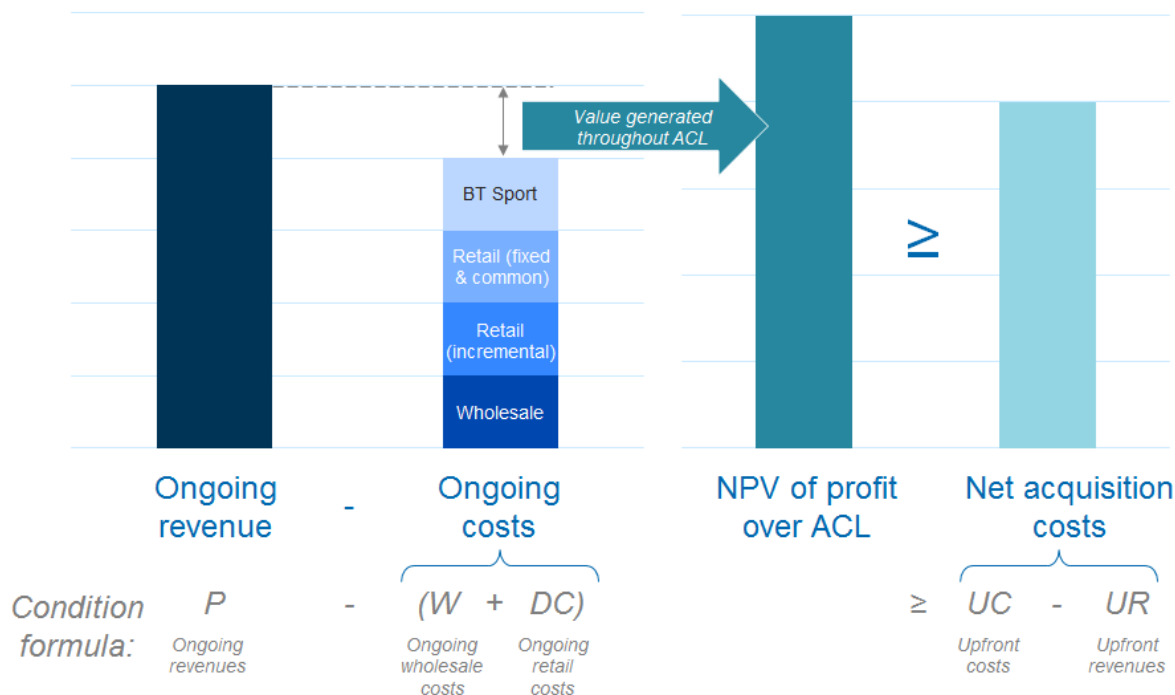 Value generated
throughout ACL
BT Sport
Retail (fixed
& common)
Retail
(incremental)
Wholesale
≥
Ongoing
revenue
-
Ongoing
costs
NPV of profit
over ACL
Net acquisition
costs
Condition
formula:
P - (W + DC) ≥ UC - UR
Ongoing
revenues
Ongoing
wholesale
costs
Ongoing
retail
costs
Upfront
costs
Upfront
revenues